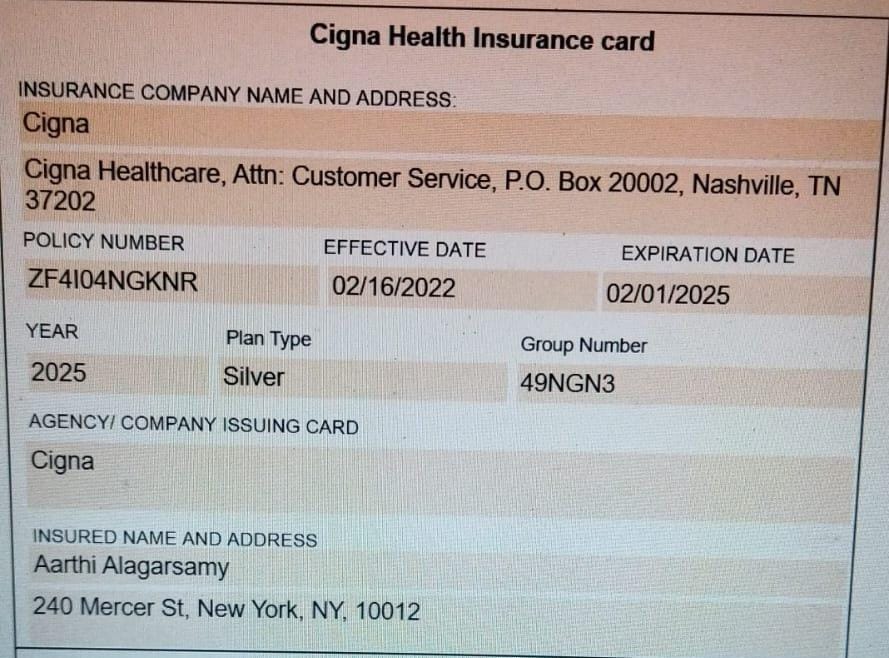 Cigna Health Insurance card
INSURANCE COMPANY NAME AND ADDRESS:
Cigna
Cigna Healthcare, Attn: Customer Service, P.O. Box 20002, Nashville, TN
37202
POLICY NUMBER EFFECTIVE DATE EXPIRATION DATE
ZF4I04NGKNR 02/16/2022 02/01/2025
YEAR Plan Type Group Number
2025 Silver 49NGN3
AGENCY/ COMPANY ISSUING CARD
Cigna
INSURED NAME AND ADDRESS
Aarthi Alagarsamy
240 Mercer St, New York, NY, 10012